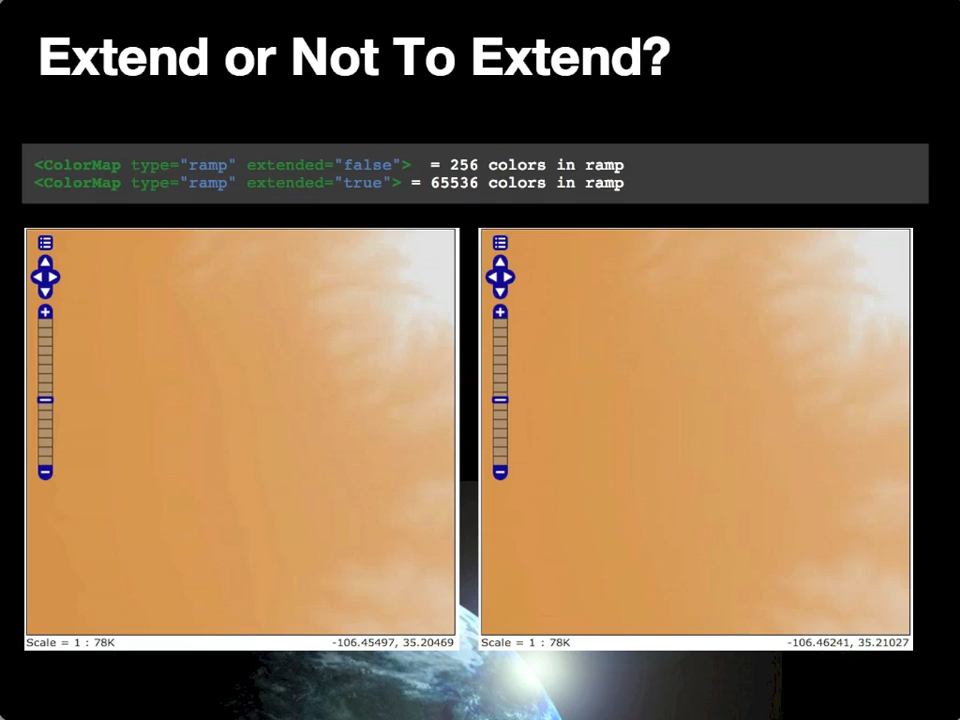 Extend or Not To Extend?
<ColorMap type="ramp" extended="false">  = 256 colors in ramp
<ColorMap type="ramp" extended="true"> = 65536 colors in ramp
Scale = 1 : 78K
-106.45497, 35.20469
Scale = 1 : 78K
-106.46241, 35.21027